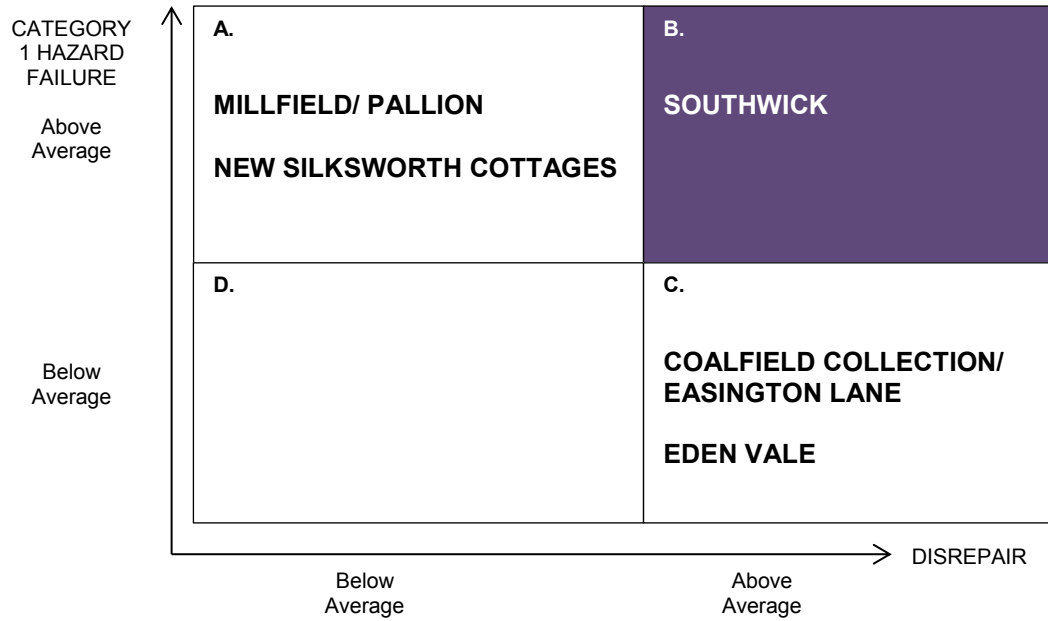 CATEGORY
1 HAZARD
FAILURE
Above
Average
A.
MILLFIELD/ PALLION
NEW SILKSWORTH COTTAGES
B.
SOUTHWICK
Below
Average
D.
C.
COALFIELD COLLECTION/
EASINGTON LANE
EDEN VALE
DISREPAIR
Below
Average
Above
Average